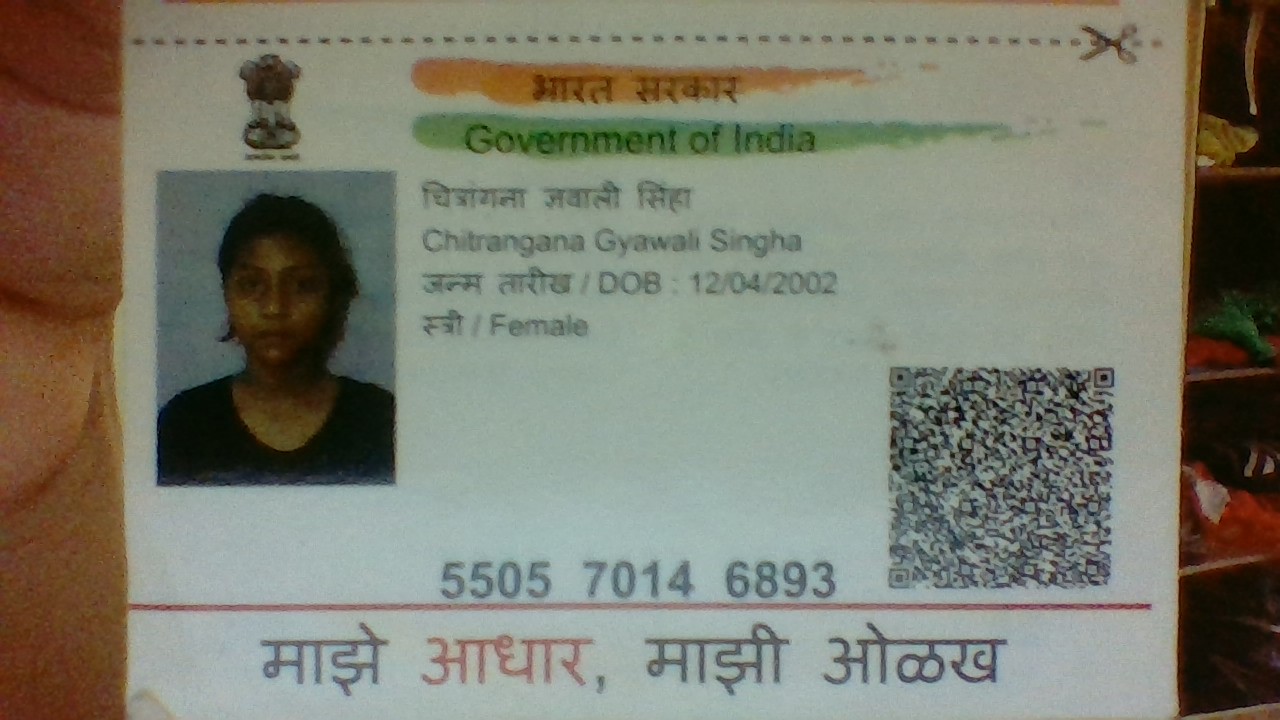 भारत सरकार
Government of India
चित्रांगना ज्ञवाली सिंहा
Chitrangana Gyawali Singha
जन्म तारीख / DOB : 12/04/2002
स्त्री / Female
5505 7014 6893
माझे आधार, माझी ओळख